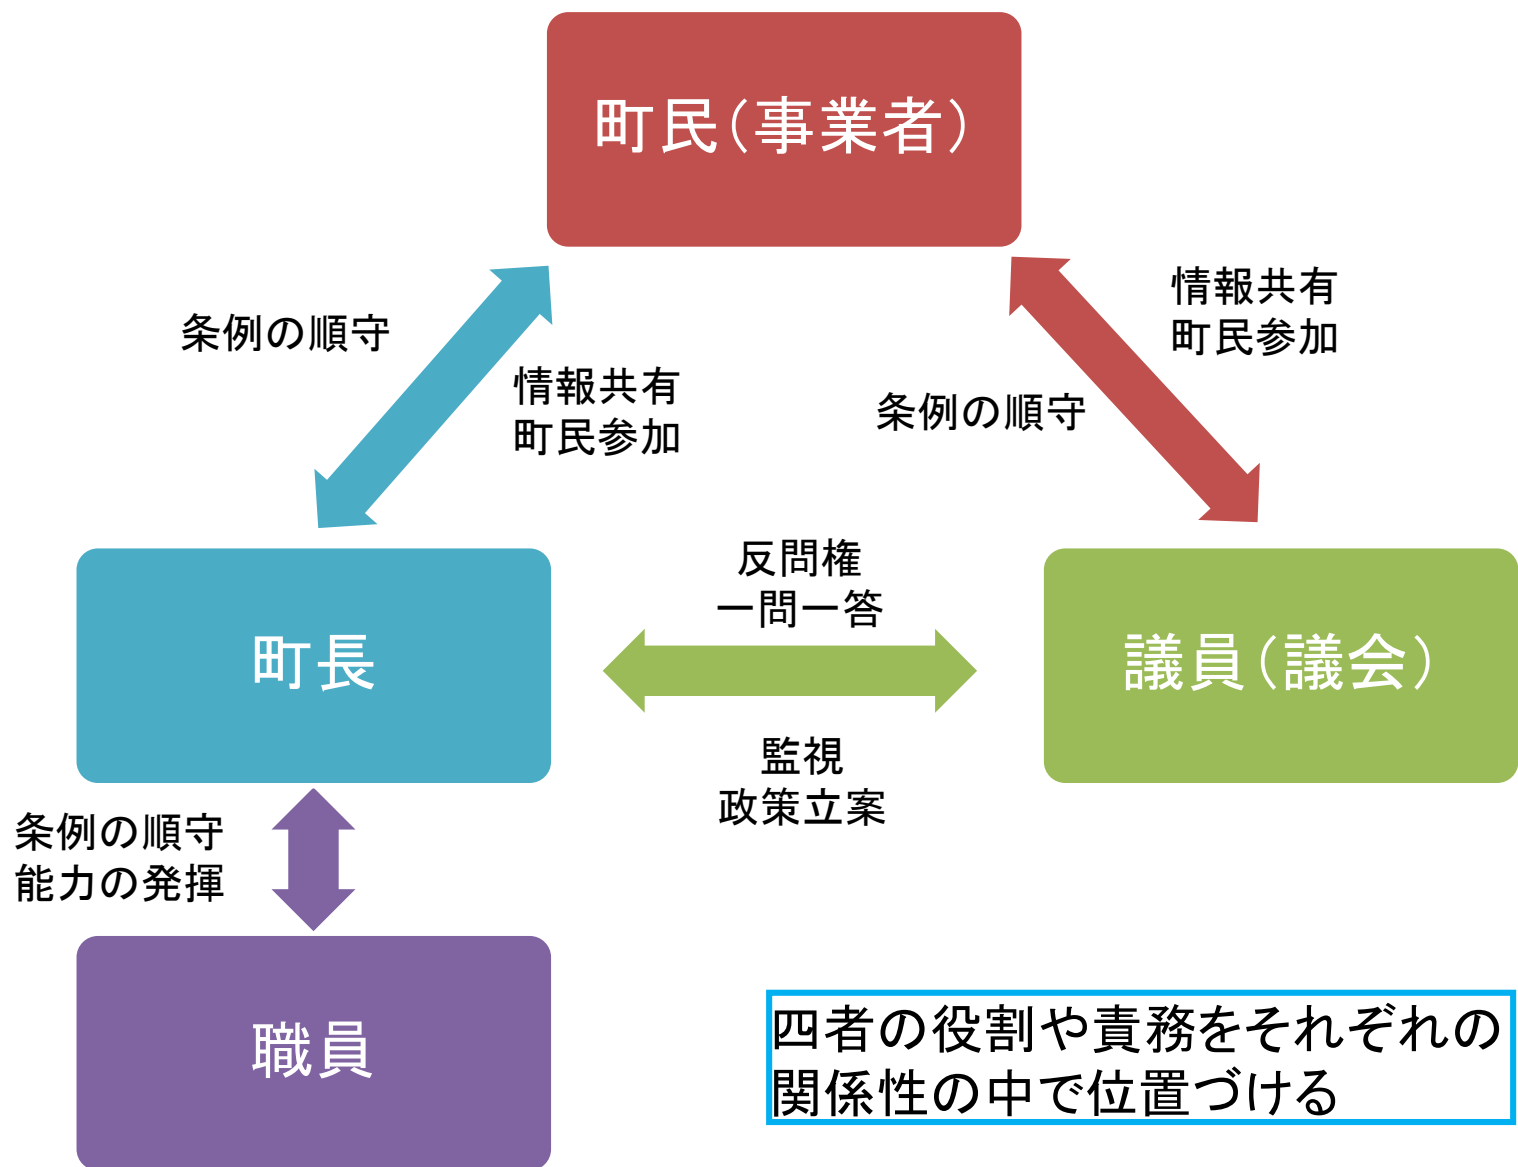 町民（事業者）
条例の順守
情報共有
町民参加
情報共有
町民参加
条例の順守
反問権
一問一答
町長
議員（議会）
監視
政策立案
条例の順守
能力の発揮
職員
四者の役割や責務をそれぞれの
関係性の中で位置づける